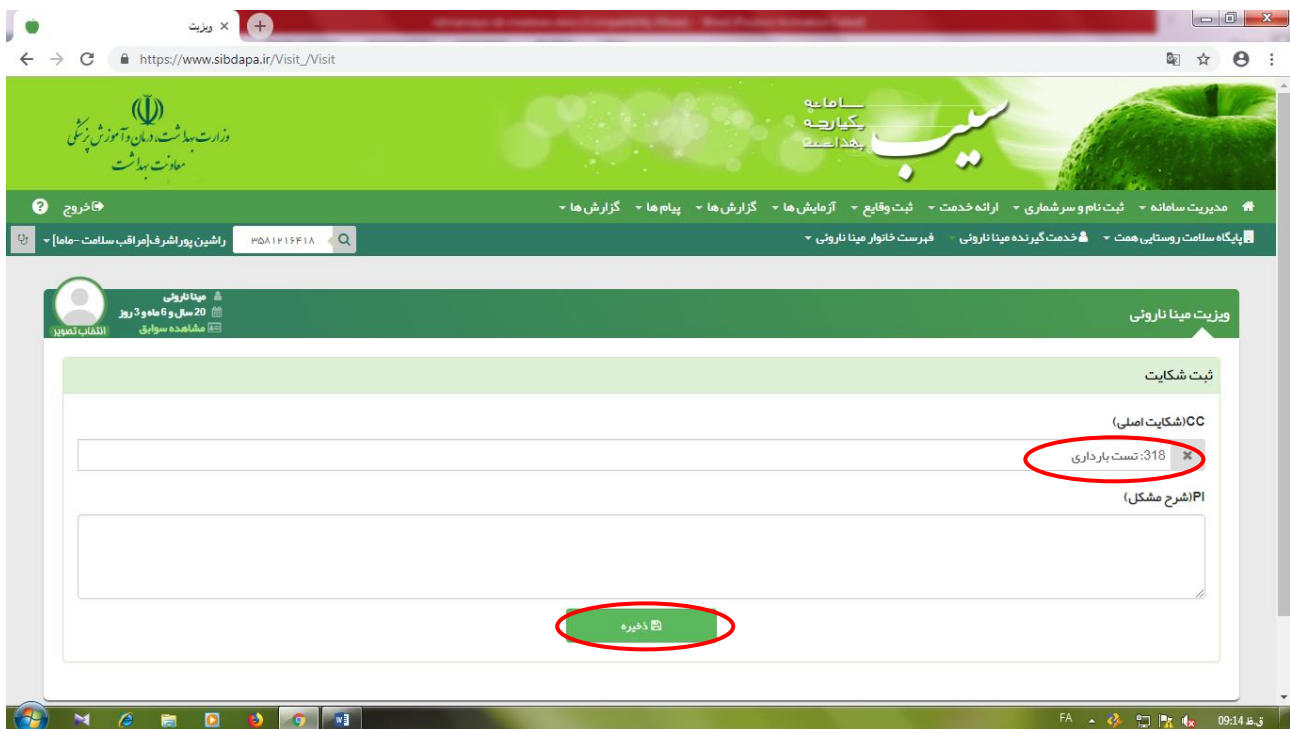 ویزیت
https://www.sibdapa.ir/Visit_/Visit
وزارت بهداشت، درمان و آموزش پزشکی
معاونت بهداشت
سامانه
یکپارچه
بهداشت
سیب
مدیریت سامانه ثبت نام و سرشماری ارائه خدمت ثبت وقایع آزمایش ها گزارش ها پیام ها گزارش ها خروج
پایگاه سلامت روستایی همت خدمت گیرنده مینا نارونی فهرست خانوار مینا نارونی ۳۵۸۱۲۱۶۴۱۸ راشین پور اشرف[مراقب سلامت -ماما]
ویزیت مینا نارونی
مینا نارونی
20 سال و 6 ماه و 3 روز
مشاهده سوابق
انتخاب تصویر
ثبت شکایت
CC(شکایت اصلی)
318: تست بارداری
PI(شرح مشکل)
ذخیره
FA
09:14 ق.ظ